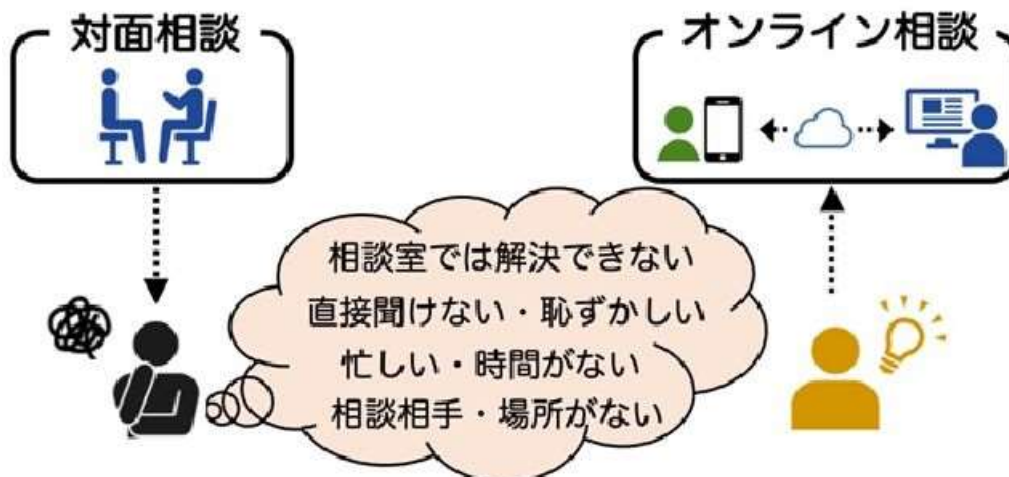 対面相談
オンライン相談
相談室では解決できない
直接聞けない・恥ずかしい
忙しい・時間がない
相談相手・場所がない